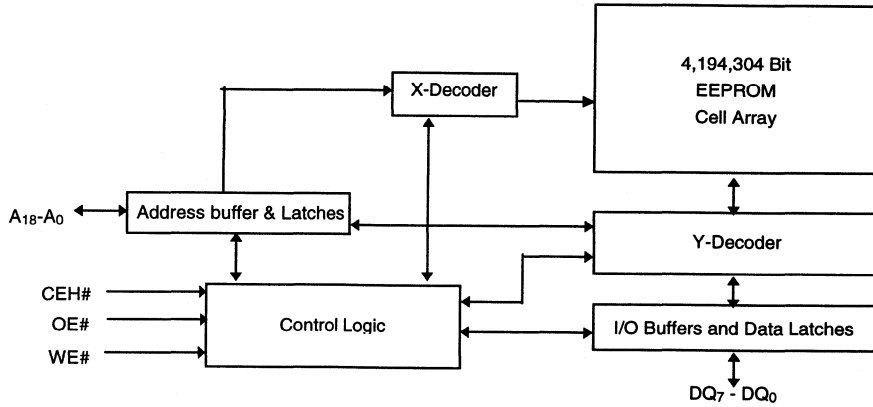 4,194,304 Bit
EEPROM
Cell Array
X-Decoder
A18-A0
Address buffer & Latches
Y-Decoder
CEH#
OE#
WE#
Control Logic
I/O Buffers and Data Latches
DQ7 - DQ0